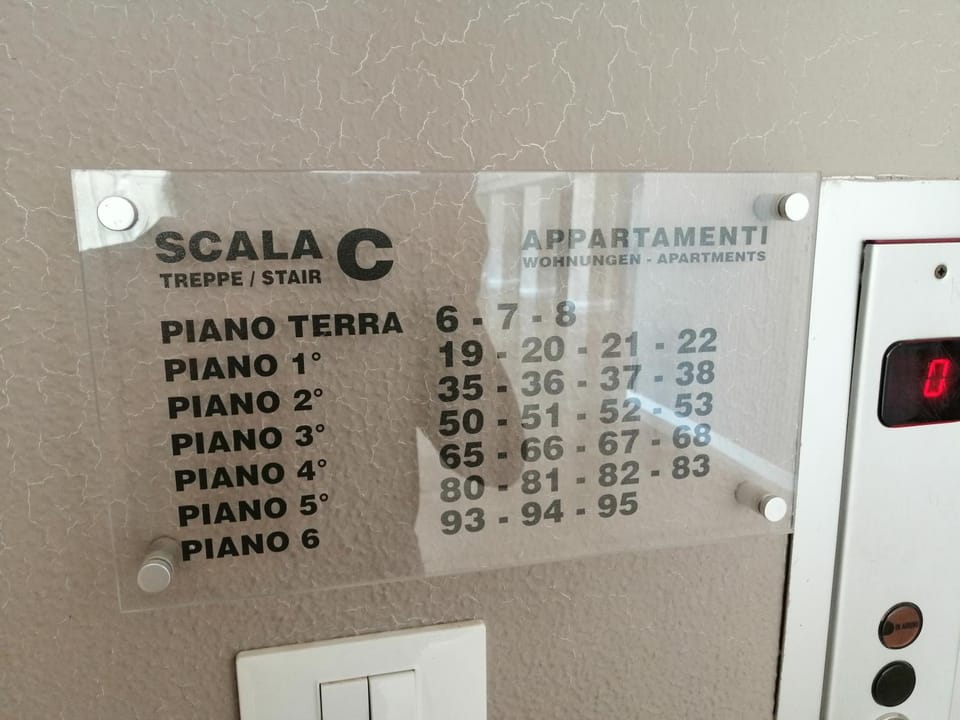 SCALA C
TREPPE / STAIR
APPARTAMENTI
WOHNUNGEN - APARTMENTS
PIANO TERRA 6 - 7 - 8
PIANO 1° 19 - 20 - 21 - 22
PIANO 2° 35 - 36 - 37 - 38
PIANO 3° 50 - 51 - 52 - 53
PIANO 4° 65 - 66 - 67 - 68
PIANO 5° 80 - 81 - 82 - 83
PIANO 6 93 - 94 - 95
0